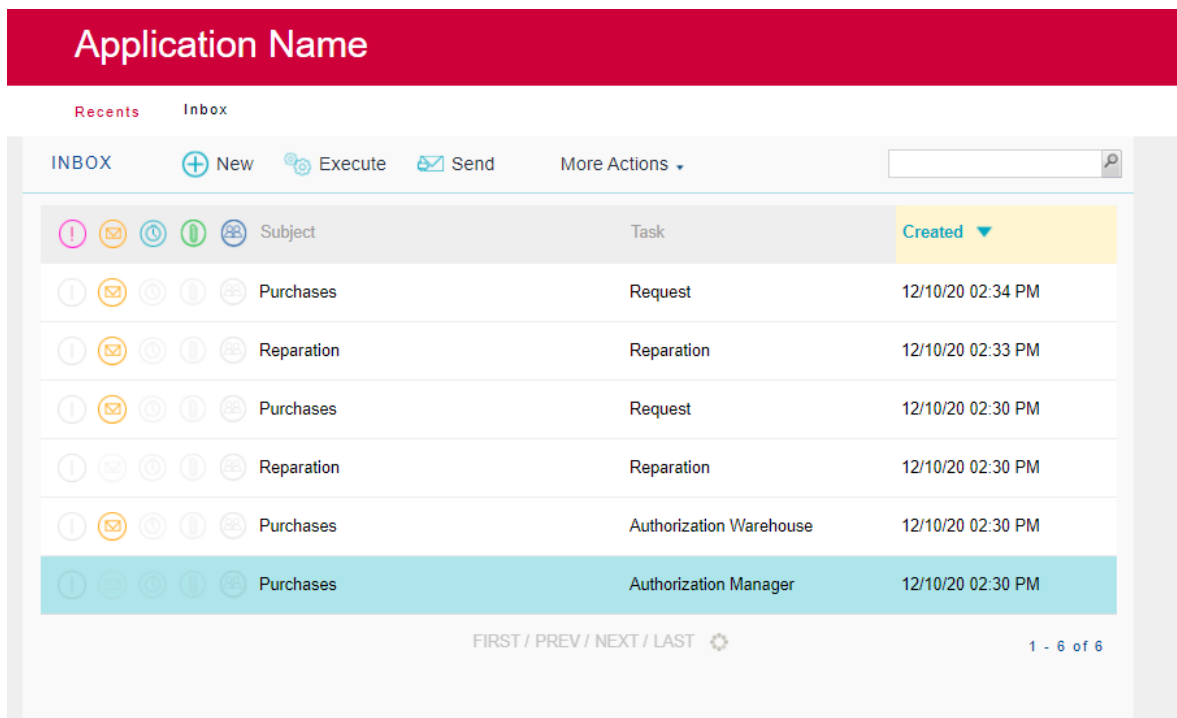 Application Name
Recents Inbox
INBOX New Execute Send More Actions
Subject Task Created
Purchases Request 12/10/20 02:34 PM
Reparation Reparation 12/10/20 02:33 PM
Purchases Request 12/10/20 02:30 PM
Reparation Reparation 12/10/20 02:30 PM
Purchases Authorization Warehouse 12/10/20 02:30 PM
Purchases Authorization Manager 12/10/20 02:30 PM
FIRST / PREV / NEXT / LAST 1 - 6 of 6